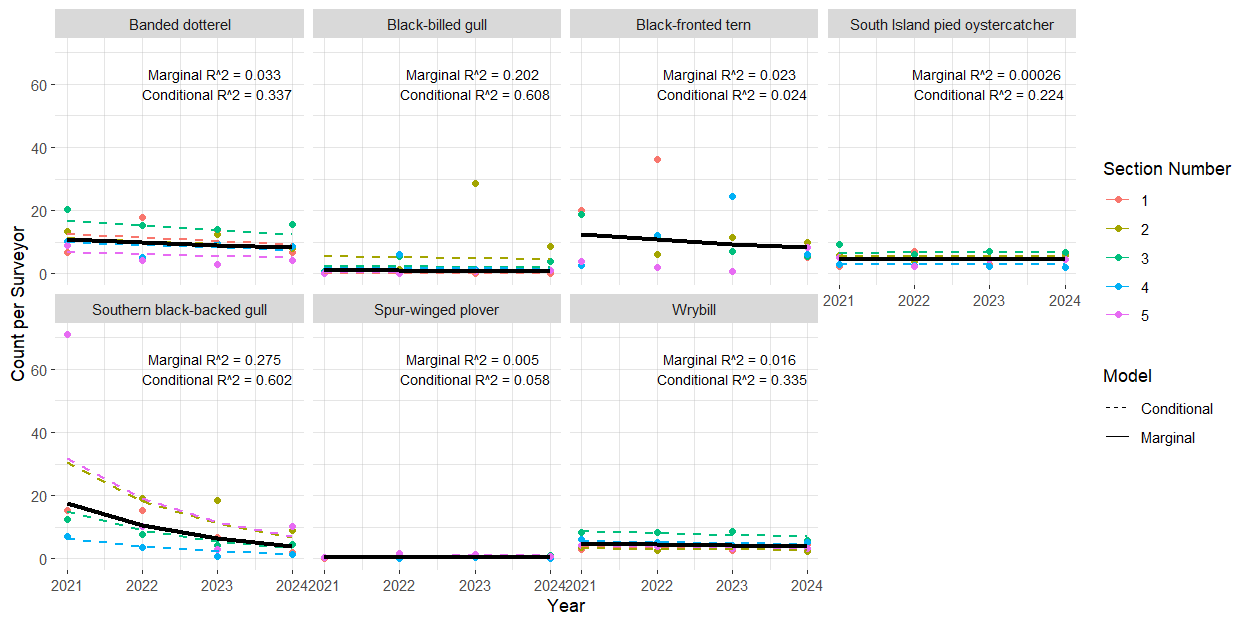 Banded dotterel
Black-billed gull
Black-fronted tern
South Island pied oystercatcher
Marginal R^2 = 0.033
Conditional R^2 = 0.337
Marginal R^2 = 0.202
Conditional R^2 = 0.608
Marginal R^2 = 0.023
Conditional R^2 = 0.024
Marginal R^2 = 0.00026
Conditional R^2 = 0.224
60
40
20
0
2021 2022 2023 2024
Southern black-backed gull
Spur-winged plover
Wrybill
Marginal R^2 = 0.275
Conditional R^2 = 0.602
Marginal R^2 = 0.005
Conditional R^2 = 0.058
Marginal R^2 = 0.016
Conditional R^2 = 0.335
60
40
20
0
2021 2022 2023 2024
2021 2022 2023 2024
2021 2022 2023 2024
Count per Surveyor
Year
Section Number
1
2
3
4
5
Model
Conditional
Marginal